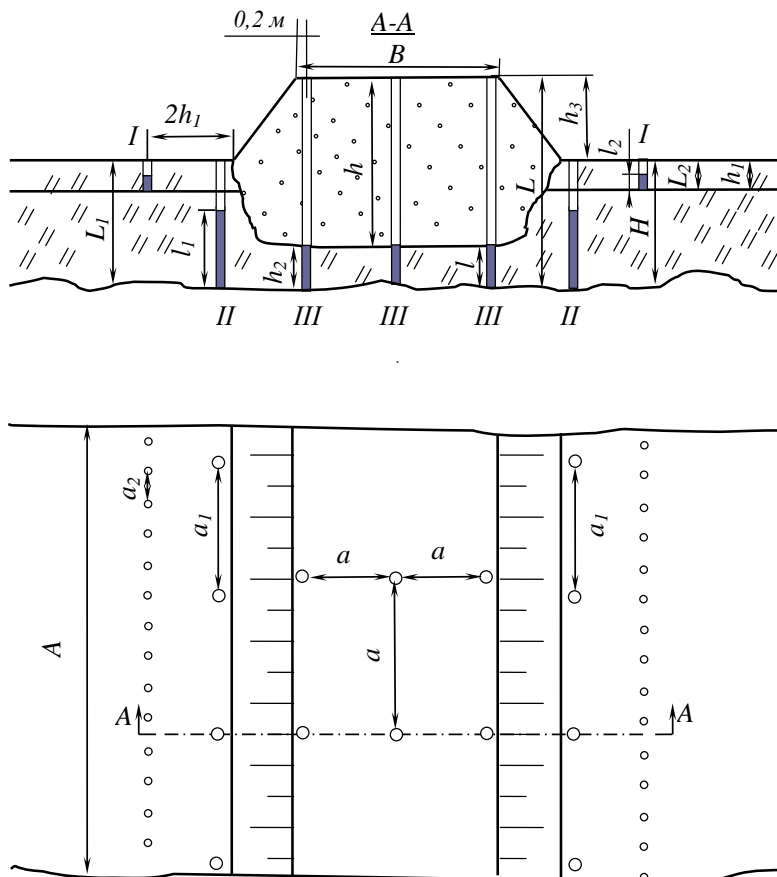 0,2 м
A-A
B
2h₁
I
I
h₃
l₂
L₂
h₁
L₁
l₁
h
L
H
h₂
l
II
III
III
III
II
a₂
a₁
a₁
a
a
a
A
A
A